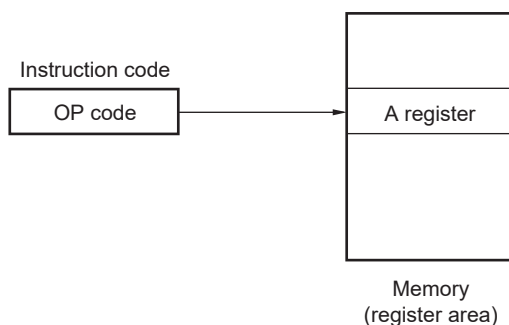 Instruction code
OP code
A register
Memory
(register area)